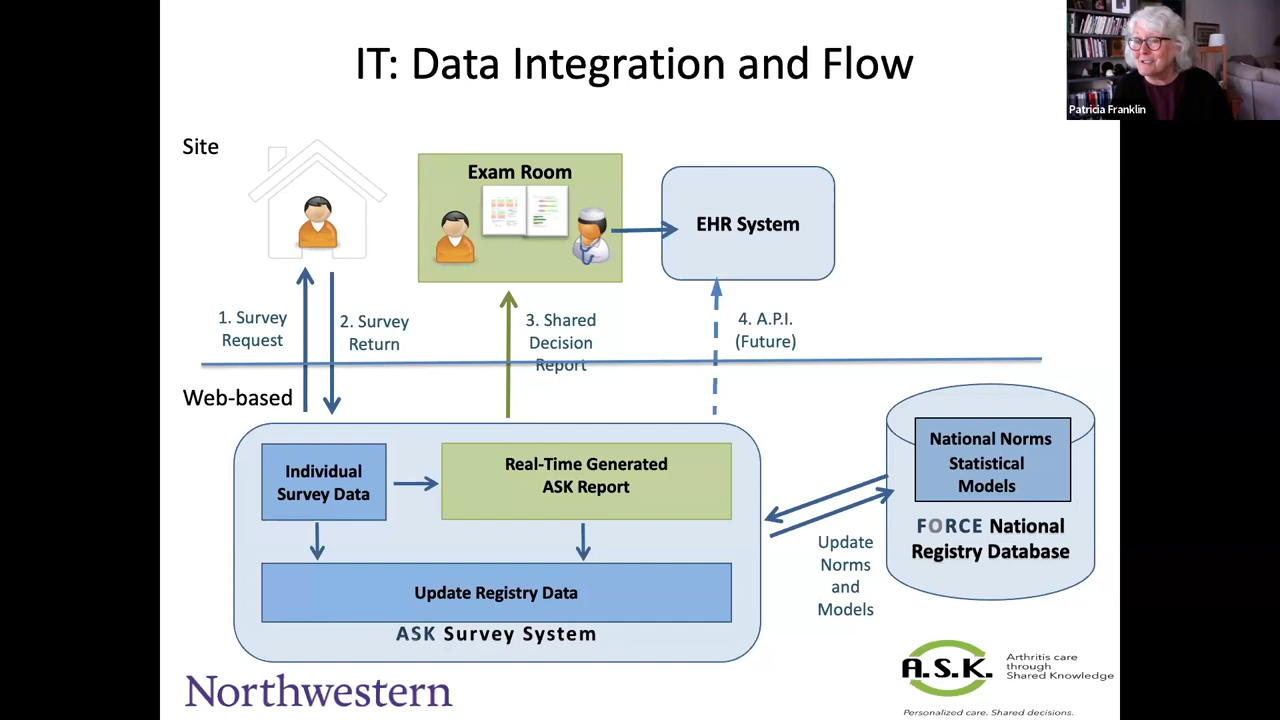 IT: Data Integration and Flow
Patricia Franklin
Site
Exam Room
EHR System
1. Survey
Request
2. Survey
Return
3. Shared
Decision
Report
4. A.P.I.
(Future)
Web-based
Individual
Survey Data
Real-Time Generated
ASK Report
Update Registry Data
ASK Survey System
National Norms
Statistical
Models
FORCE National
Registry Database
Update
Norms
and
Models
Northwestern
A.S.K.
Arthritis care
through
Shared Knowledge
Personalized care. Shared decisions.